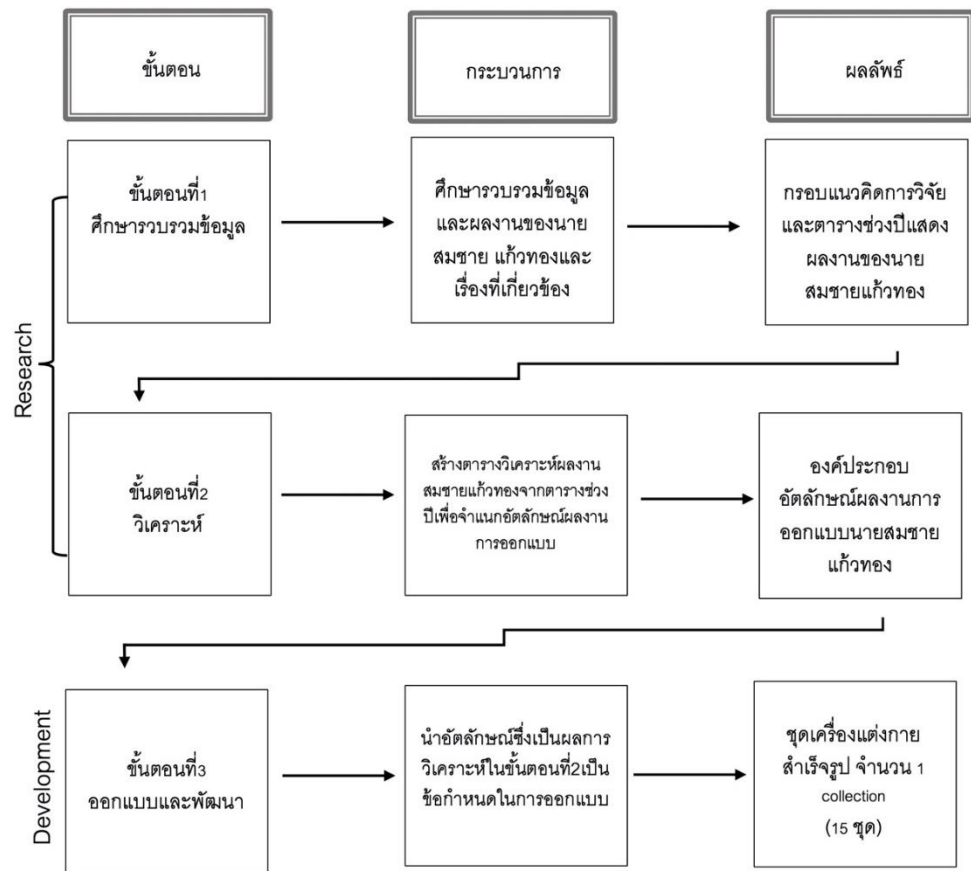 ขั้นตอน
กระบวนการ
ผลลัพธ์
Research
ขั้นตอนที่1
ศึกษารวบรวมข้อมูล
ศึกษารวบรวมข้อมูล
และผลงานของนาย
สมชาย แก้วทองและ
เรื่องที่เกี่ยวข้อง
กรอบแนวคิดการวิจัย
และตารางช่วงปีแสดง
ผลงานของนาย
สมชายแก้วทอง
ขั้นตอนที่2
วิเคราะห์
สร้างตารางวิเคราะห์ผลงาน
สมชายแก้วทองจากตารางช่วง
ปีเพื่อจำแนกอัตลักษณ์ผลงาน
การออกแบบ
องค์ประกอบ
อัตลักษณ์ผลงานการ
ออกแบบนายสมชาย
แก้วทอง
Development
ขั้นตอนที่3
ออกแบบและพัฒนา
นำอัตลักษณ์ซึ่งเป็นผลการ
วิเคราะห์ในขั้นตอนที่2เป็น
ข้อกำหนดในการออกแบบ
ชุดเครื่องแต่งกาย
สำเร็จรูป จำนวน 1
collection
(15 ชุด)